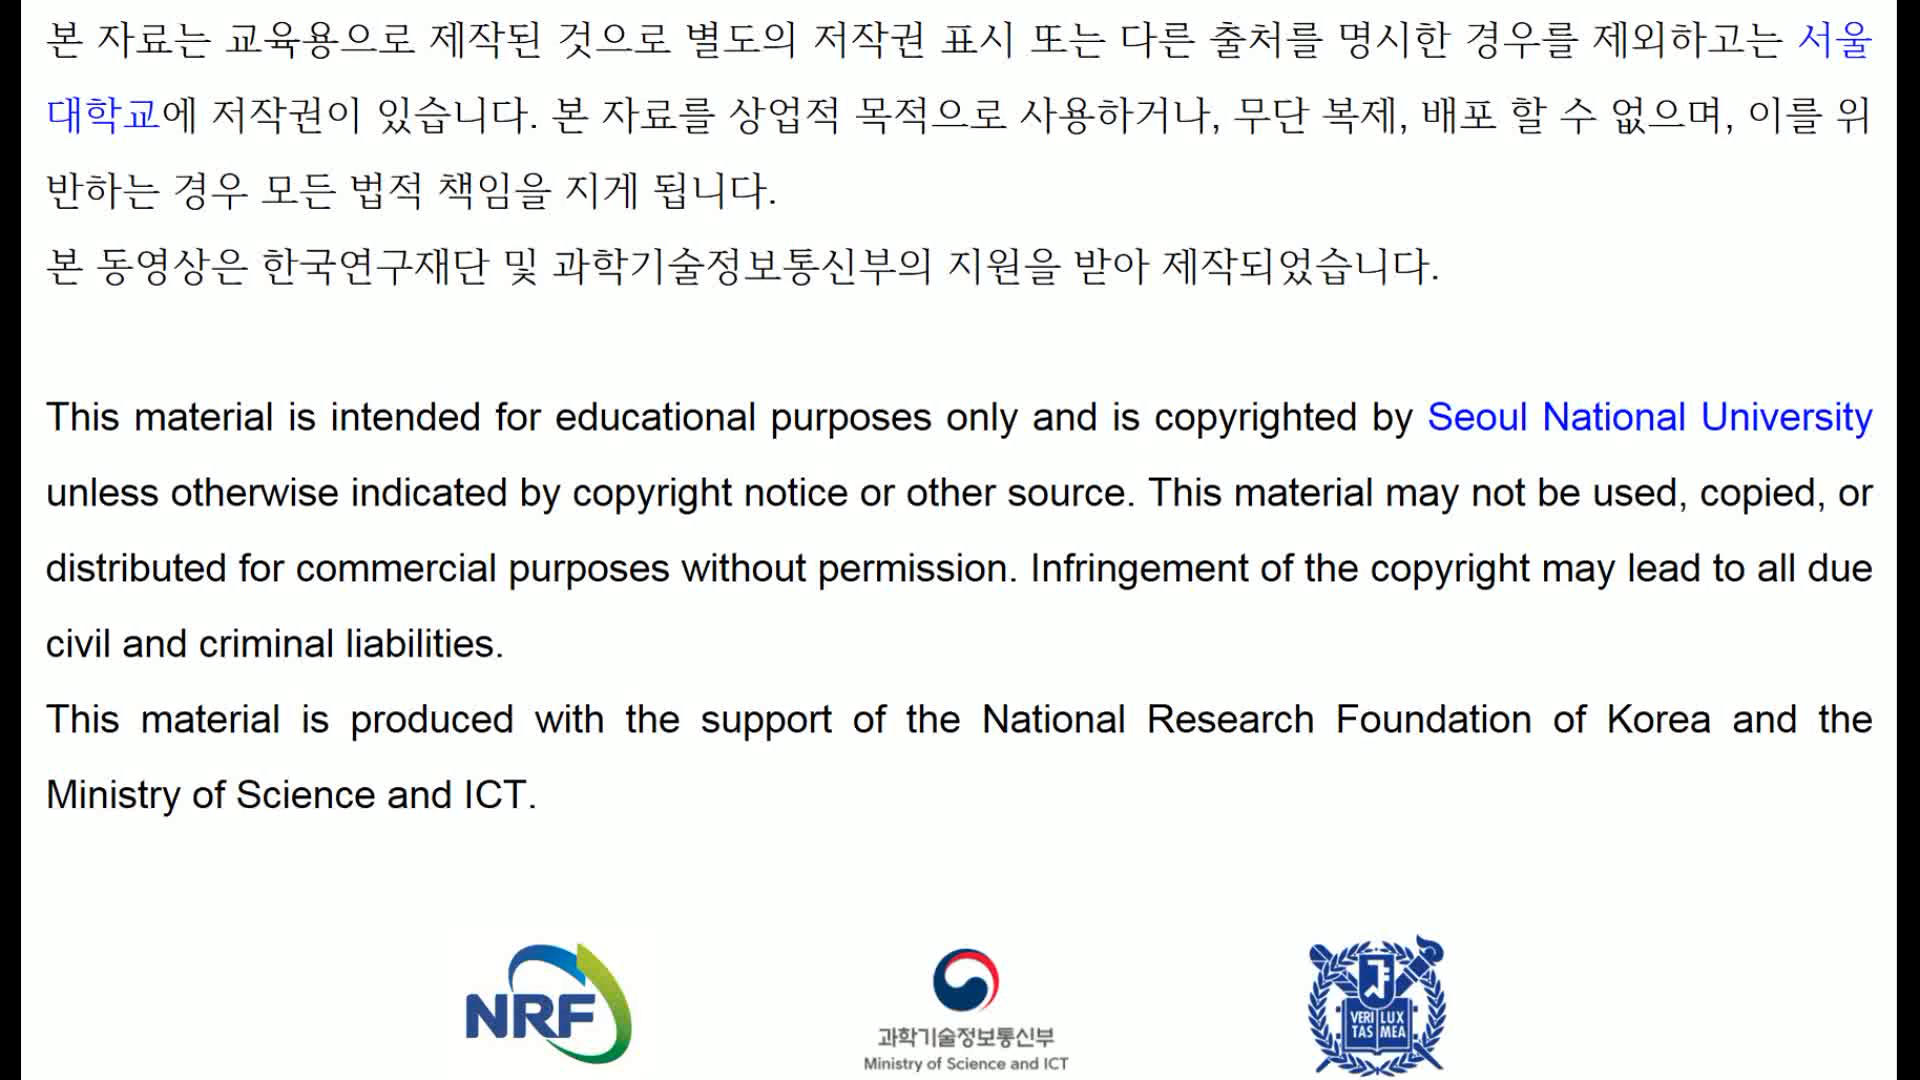 본 자료는 교육용으로 제작된 것으로 별도의 저작권 표시 또는 다른 출처를 명시한 경우를 제외하고는 서울
대학교에 저작권이 있습니다. 본 자료를 상업적 목적으로 사용하거나, 무단 복제, 배포 할 수 없으며, 이를 위
반하는 경우 모든 법적 책임을 지게 됩니다.
본 동영상은 한국연구재단 및 과학기술정보통신부의 지원을 받아 제작되었습니다.
This material is intended for educational purposes only and is copyrighted by Seoul National University
unless otherwise indicated by copyright notice or other source. This material may not be used, copied, or
distributed for commercial purposes without permission. Infringement of the copyright may lead to all due
civil and criminal liabilities.
This material is produced with the support of the National Research Foundation of Korea and the
Ministry of Science and ICT.
NRF
과학기술정보통신부
Ministry of Science and ICT
VERI LUX
TAS MEA